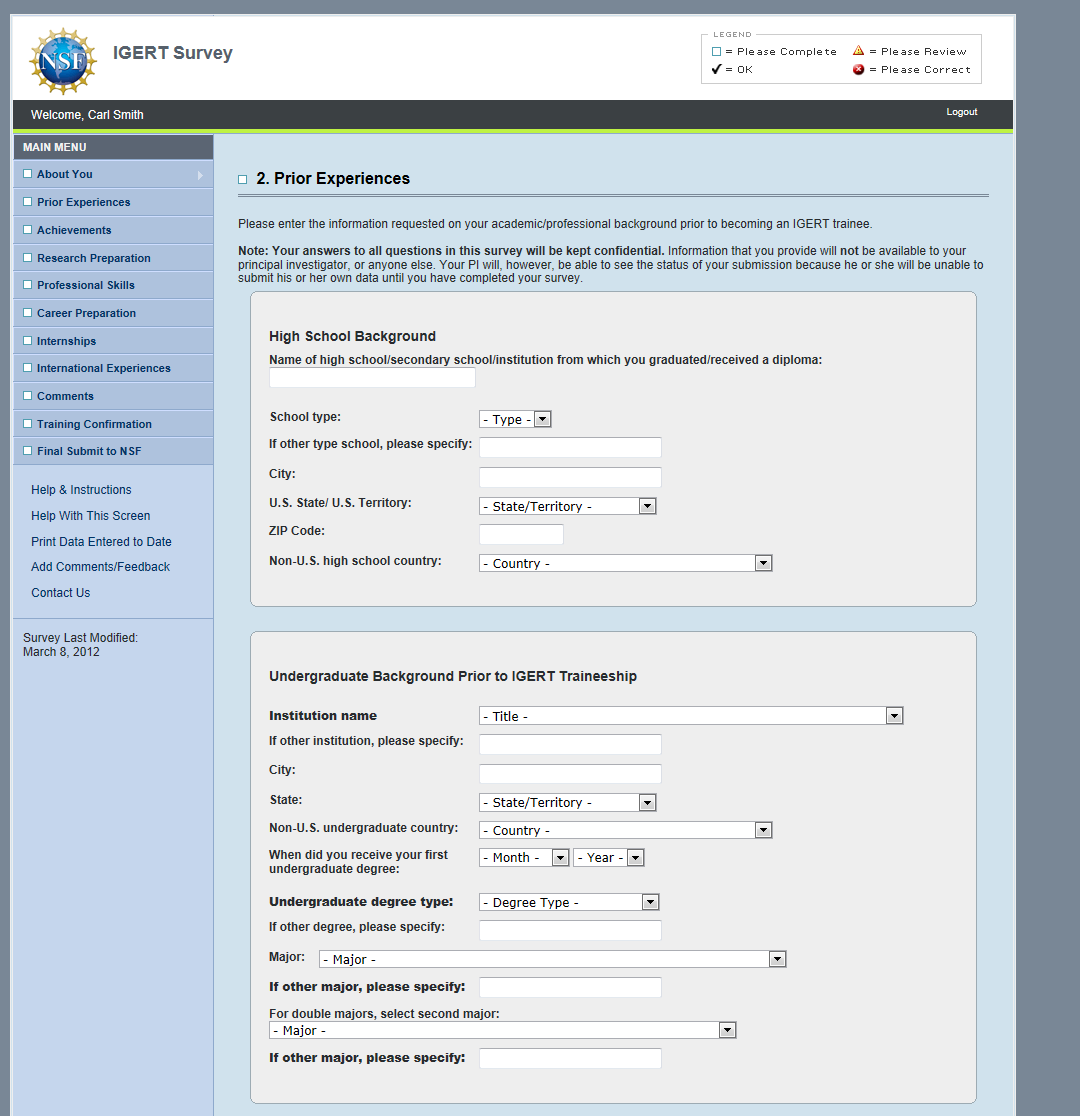 NSF
IGERT Survey
LEGEND
= Please Complete
= Please Review
= OK
= Please Correct
Welcome, Carl Smith
Logout
MAIN MENU
About You
Prior Experiences
Achievements
Research Preparation
Professional Skills
Career Preparation
Internships
International Experiences
Comments
Training Confirmation
Final Submit to NSF
Help & Instructions
Help With This Screen
Print Data Entered to Date
Add Comments/Feedback
Contact Us
Survey Last Modified:
March 8, 2012
2. Prior Experiences
Please enter the information requested on your academic/professional background prior to becoming an IGERT trainee.
Note: Your answers to all questions in this survey will be kept confidential. Information that you provide will not be available to your
principal investigator, or anyone else. Your PI will, however, be able to see the status of your submission because he or she will be unable to
submit his or her own data until you have completed your survey.
High School Background
Name of high school/secondary school/institution from which you graduated/received a diploma:
School type:
- Type -
If other type school, please specify:
City:
U.S. State/ U.S. Territory:
- State/Territory -
ZIP Code:
Non-U.S. high school country:
- Country -
Undergraduate Background Prior to IGERT Traineeship
Institution name
- Title -
If other institution, please specify:
City:
State:
- State/Territory -
Non-U.S. undergraduate country:
- Country -
When did you receive your first
undergraduate degree:
- Month -
- Year -
Undergraduate degree type:
- Degree Type -
If other degree, please specify:
Major:
- Major -
If other major, please specify:
For double majors, select second major:
- Major -
If other major, please specify: